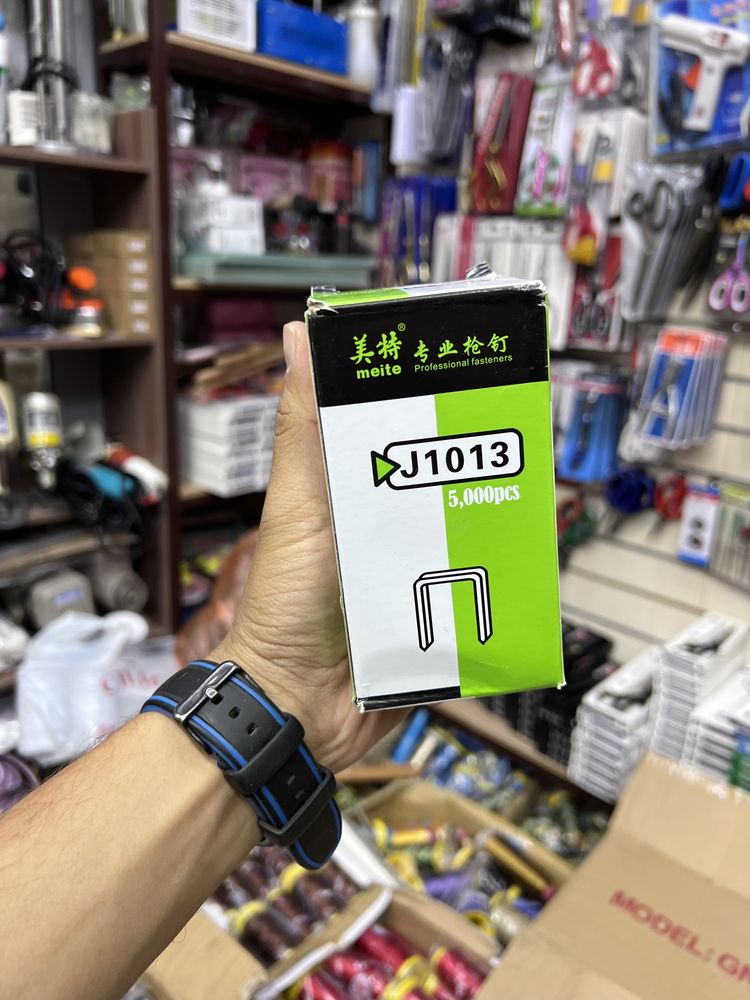 美特® 专业枪钉
meite Professional fasteners
J1013
5,000pcs
MODEL: G